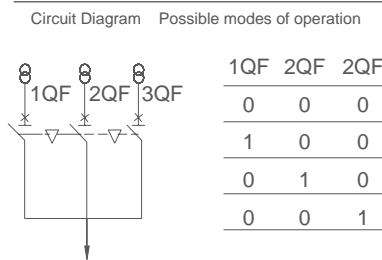 Circuit Diagram Possible modes of operation
1QF 2QF 3QF
1QF 2QF 2QF
0 0 0
1 0 0
0 1 0
0 0 1